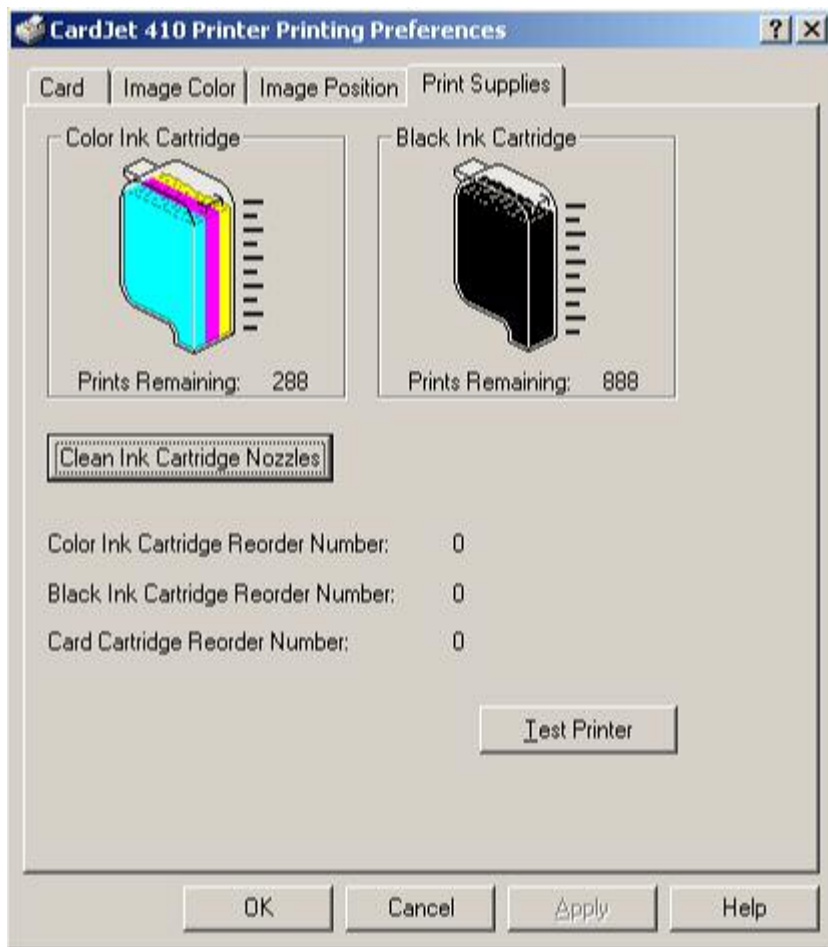 CardJet 410 Printer Printing Preferences
Card Image Color Image Position Print Supplies
Color Ink Cartridge Black Ink Cartridge
Prints Remaining: 288 Prints Remaining: 888
Clean Ink Cartridge Nozzles
Color Ink Cartridge Reorder Number: 0
Black Ink Cartridge Reorder Number: 0
Card Cartridge Reorder Number: 0
Test Printer
OK Cancel Apply Help